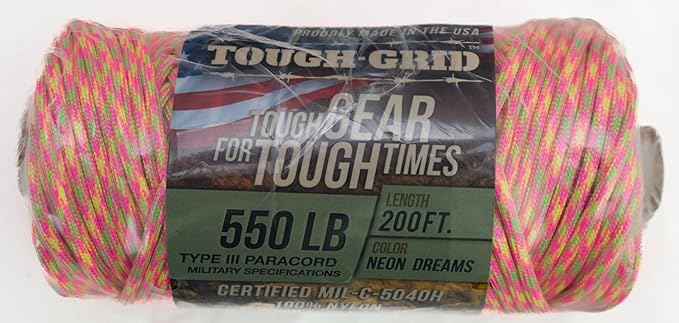 PROUDLY MADE IN THE USA
TOUGH-GRID™
TOUGH GEAR
FOR TOUGH TIMES
550 LB
TYPE III PARACORD
MILITARY SPECIFICATIONS
LENGTH
200FT.
COLOR
NEON DREAMS
CERTIFIED MIL-C-5040H
100% NYLON